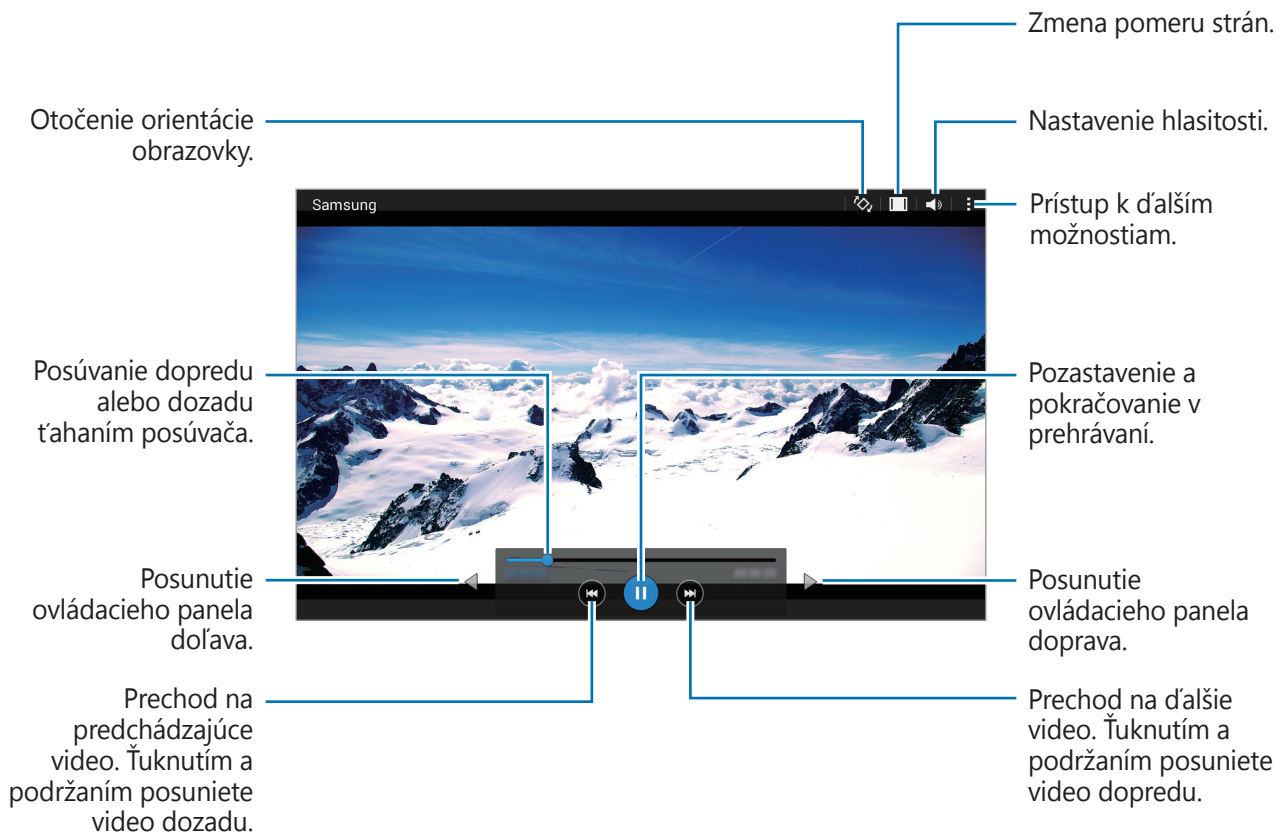 Zmena pomeru strán.
Otočenie orientácie
obrazovky.
Nastavenie hlasitosti.
Samsung
Prístup k ďalším
možnostiam.
Posúvanie dopredu
alebo dozadu
ťahaním posúvača.
Pozastavenie a
pokračovanie v
prehrávaní.
Posunutie
ovládacieho panela
doľava.
Posunutie
ovládacieho panela
doprava.
Prechod na
predchádzajúce
video. Ťuknutím a
podržaním posuniete
video dozadu.
Prechod na ďalšie
video. Ťuknutím a
podržaním posuniete
video dopredu.